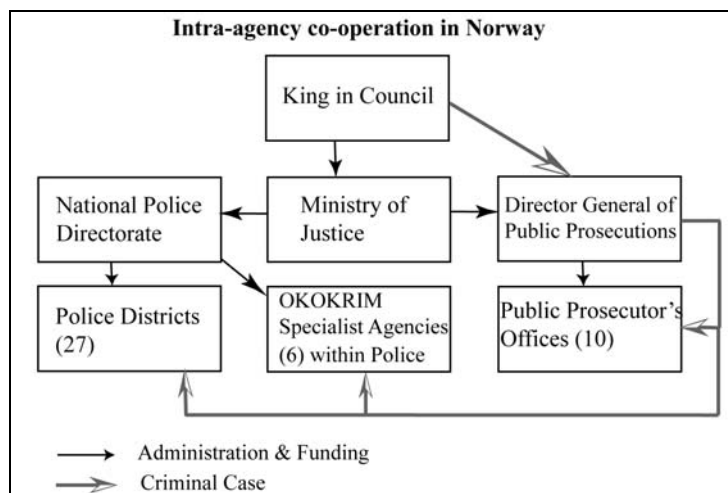 Intra-agency co-operation in Norway
King in Council
National Police
Directorate
Ministry of
Justice
Director General of
Public Prosecutions
Police Districts
(27)
OKOKRIM
Specialist Agencies
(6) within Police
Public Prosecutor's
Offices (10)
Administration & Funding
Criminal Case